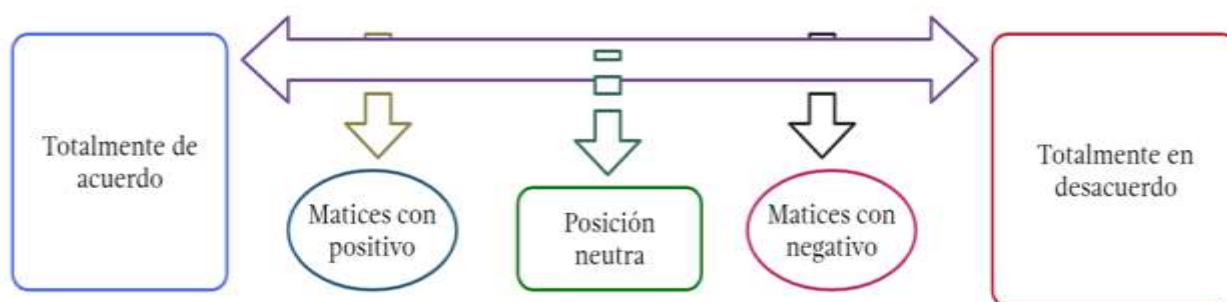 Totalmente de
acuerdo
Matices con
positivo
Posición
neutra
Matices con
negativo
Totalmente en
desacuerdo